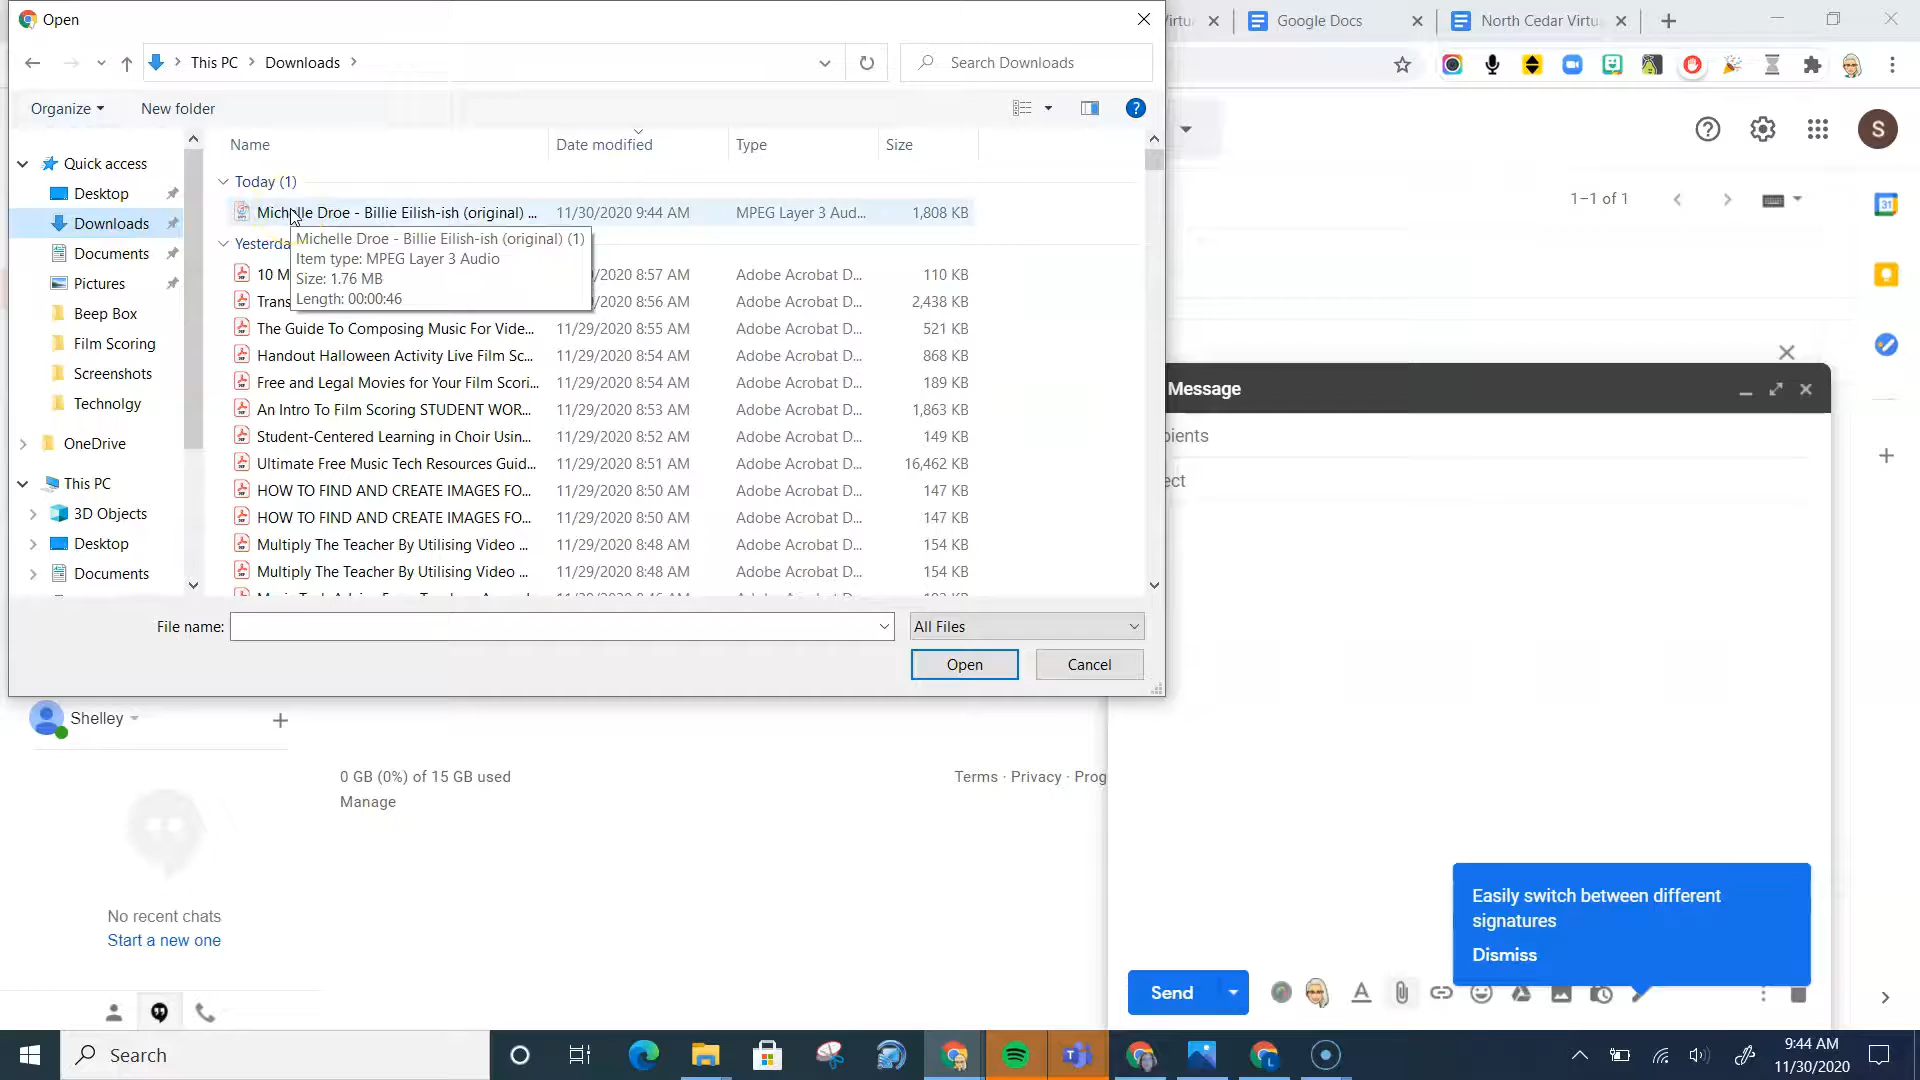 Open
Virtu
Google Docs
North Cedar Virtu
This PC
Downloads
Search Downloads
Organize
New folder
Name
Date modified
Type
Size
Today (1)
Michelle Droe - Billie Eilish-ish (original) ... 11/30/2020 9:44 AM MPEG Layer 3 Aud... 1,808 KB
Yesterda
Michelle Droe - Billie Eilish-ish (original) (1)
Item type: MPEG Layer 3 Audio
Size: 1.76 MB
Length: 00:00:46
10 M /2020 8:57 AM Adobe Acrobat D... 110 KB
Trans /2020 8:56 AM Adobe Acrobat D... 2,438 KB
The Guide To Composing Music For Vide... 11/29/2020 8:55 AM Adobe Acrobat D... 521 KB
Handout Halloween Activity Live Film Sc... 11/29/2020 8:54 AM Adobe Acrobat D... 868 KB
Free and Legal Movies for Your Film Scori... 11/29/2020 8:54 AM Adobe Acrobat D... 189 KB
An Intro To Film Scoring STUDENT WOR... 11/29/2020 8:53 AM Adobe Acrobat D... 1,863 KB
Student-Centered Learning in Choir Usin... 11/29/2020 8:52 AM Adobe Acrobat D... 149 KB
Ultimate Free Music Tech Resources Guid... 11/29/2020 8:51 AM Adobe Acrobat D... 16,462 KB
HOW TO FIND AND CREATE IMAGES FO... 11/29/2020 8:50 AM Adobe Acrobat D... 147 KB
HOW TO FIND AND CREATE IMAGES FO... 11/29/2020 8:50 AM Adobe Acrobat D... 147 KB
Multiply The Teacher By Utilising Video ... 11/29/2020 8:48 AM Adobe Acrobat D... 154 KB
Multiply The Teacher By Utilising Video ... 11/29/2020 8:48 AM Adobe Acrobat D... 154 KB
Quick access
Desktop
Downloads
Documents
Pictures
Beep Box
Film Scoring
Screenshots
Technolgy
OneDrive
This PC
3D Objects
Desktop
Documents
File name:
All Files
Open
Cancel
S
1–1 of 1
31
Message
pients
ect
Shelley
0 GB (0%) of 15 GB used
Manage
Terms · Privacy · Prog
No recent chats
Start a new one
Easily switch between different
signatures
Dismiss
Send
Search
9:44 AM
11/30/2020